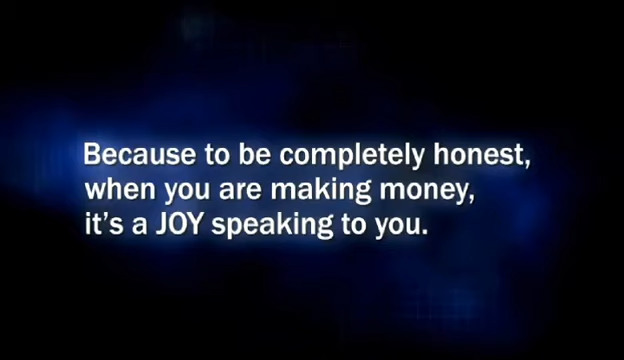 Because to be completely honest,
when you are making money,
it's a JOY speaking to you.